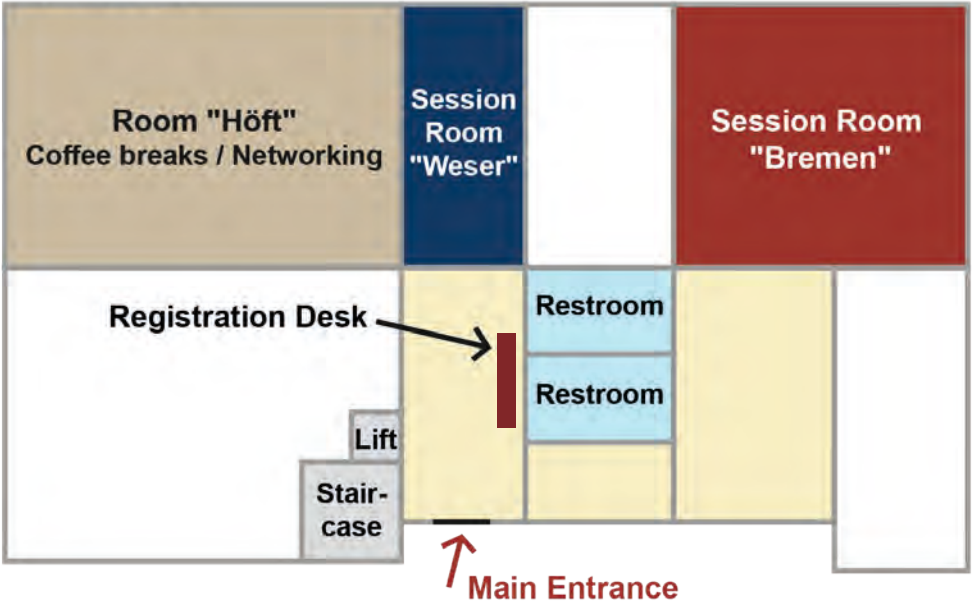 Room "Höft"
Coffee breaks / Networking
Session
Room
"Weser"
Session Room
"Bremen"
Registration Desk
Restroom
Restroom
Lift
Stair-
case
Main Entrance